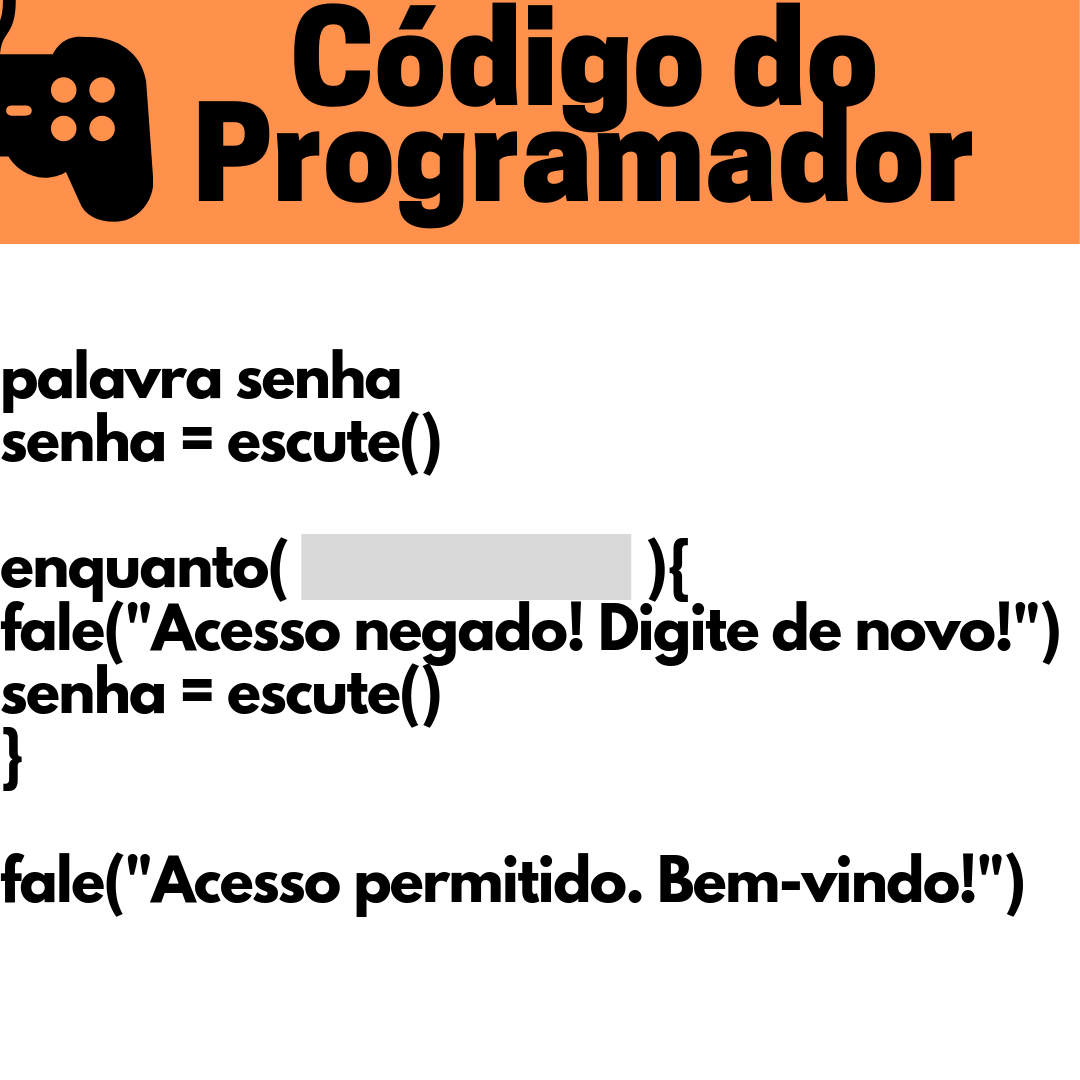 Código do
Programador
palavra senha
senha = escute()
enquanto( ){
fale("Acesso negado! Digite de novo!")
senha = escute()
}
fale("Acesso permitido. Bem-vindo!")